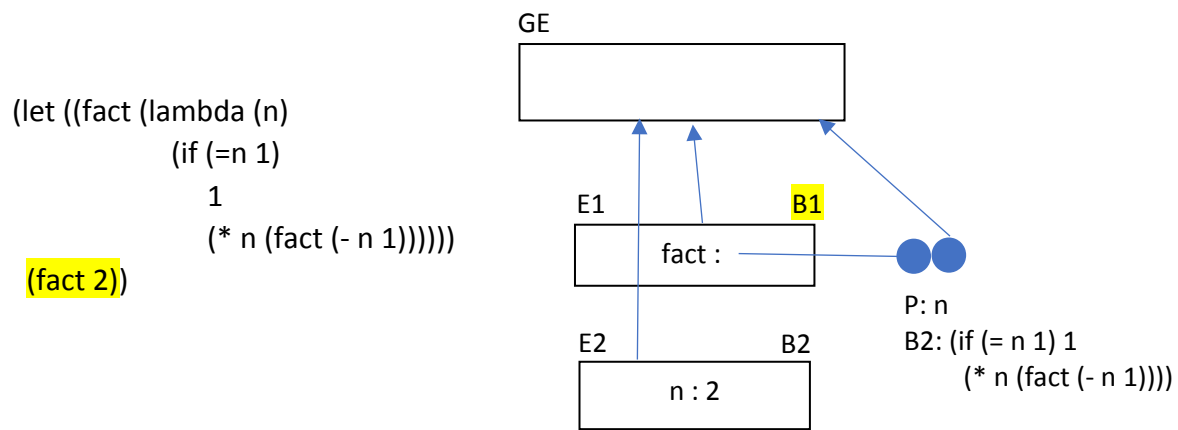 GE
(let ((fact (lambda (n)
(if (=n 1)
1
(* n (fact (- n 1))))))
(fact 2))
E1
B1
fact :
P: n
B2: (if (= n 1) 1
(* n (fact (- n 1))))
E2
B2
n : 2